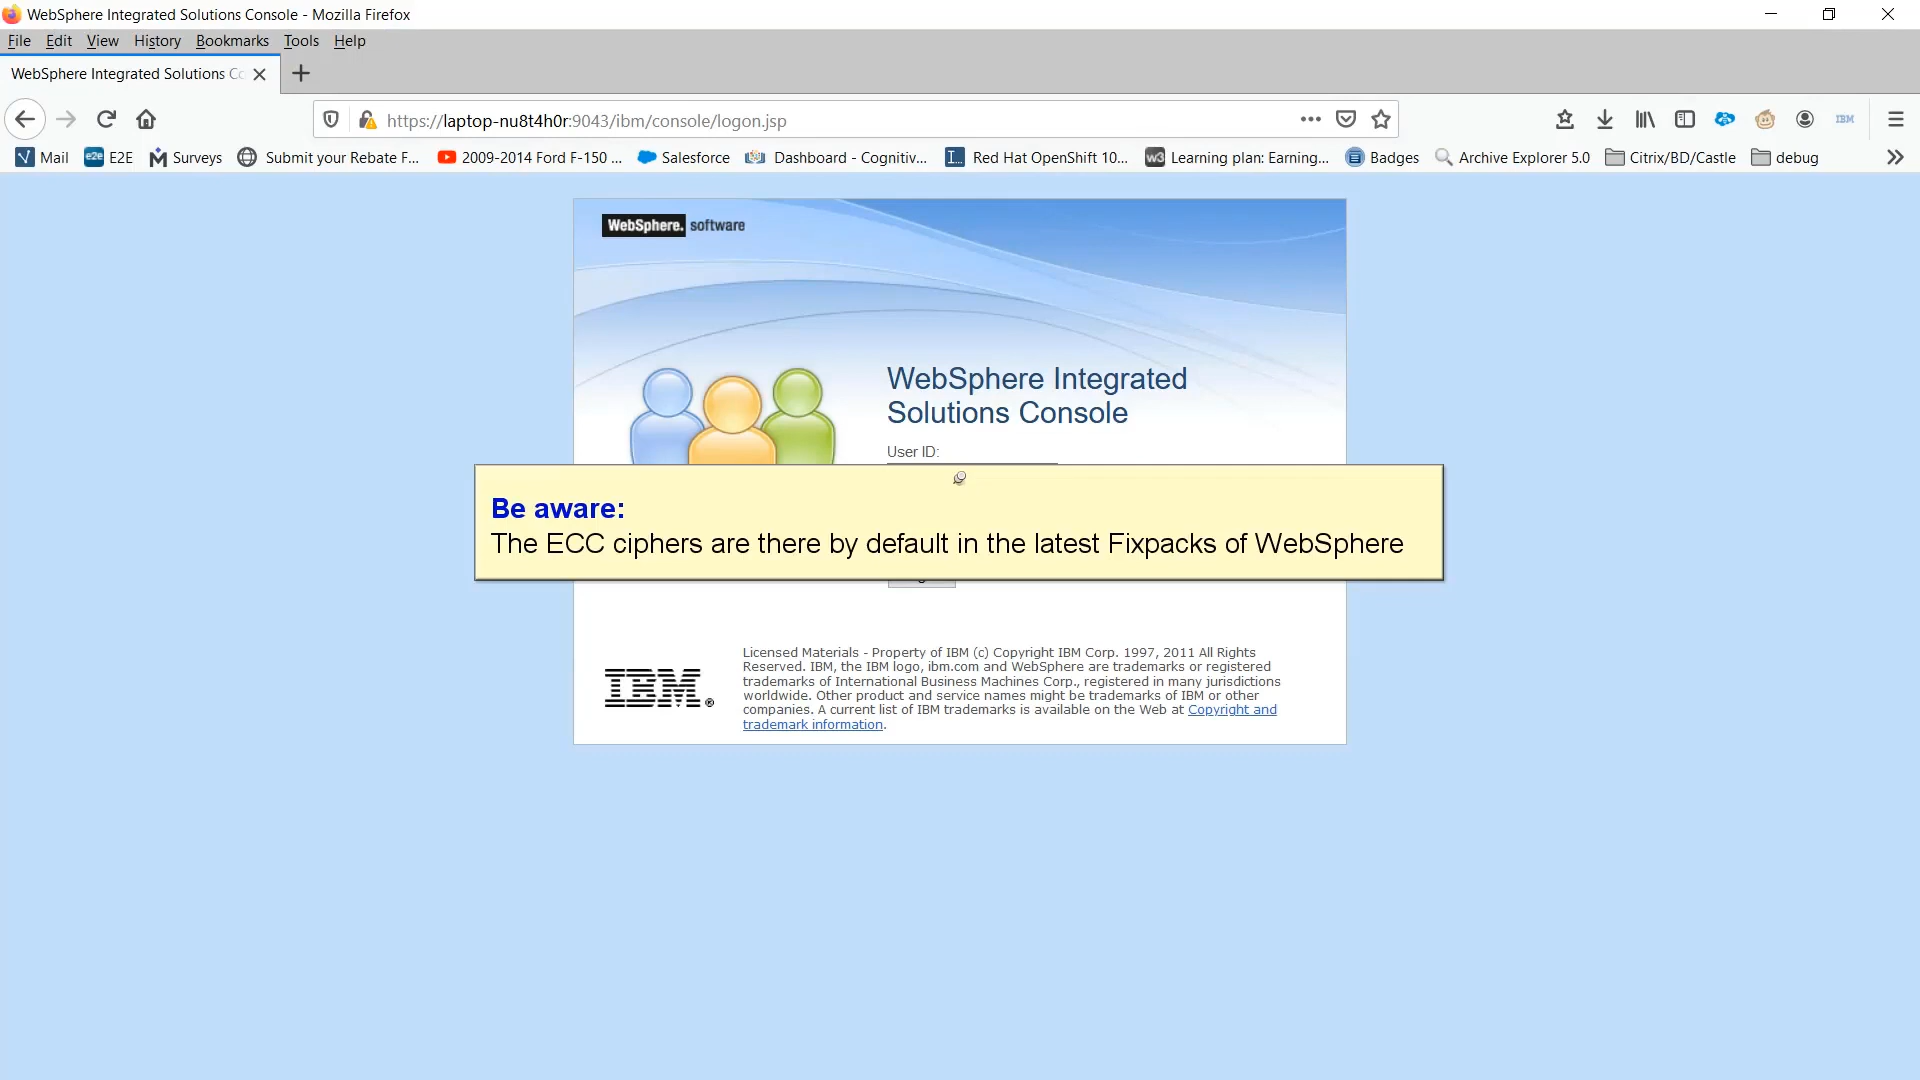 WebSphere Integrated Solutions Console - Mozilla Firefox
File Edit View History Bookmarks Tools Help
WebSphere Integrated Solutions Co
https://laptop-nu8t4h0r:9043/ibm/console/logon.jsp
IBM
Mail E2E Surveys Submit your Rebate F... 2009-2014 Ford F-150 ... Salesforce Dashboard - Cognitiv... Red Hat OpenShift 10... Learning plan: Earning... Badges Archive Explorer 5.0 Citrix/BD/Castle debug
WebSphere. software
WebSphere Integrated
Solutions Console
User ID:
Be aware:
The ECC ciphers are there by default in the latest Fixpacks of WebSphere
Licensed Materials - Property of IBM (c) Copyright IBM Corp. 1997, 2011 All Rights
Reserved. IBM, the IBM logo, ibm.com and WebSphere are trademarks or registered
trademarks of International Business Machines Corp., registered in many jurisdictions
worldwide. Other product and service names might be trademarks of IBM or other
companies. A current list of IBM trademarks is available on the Web at Copyright and
trademark information.
IBM®